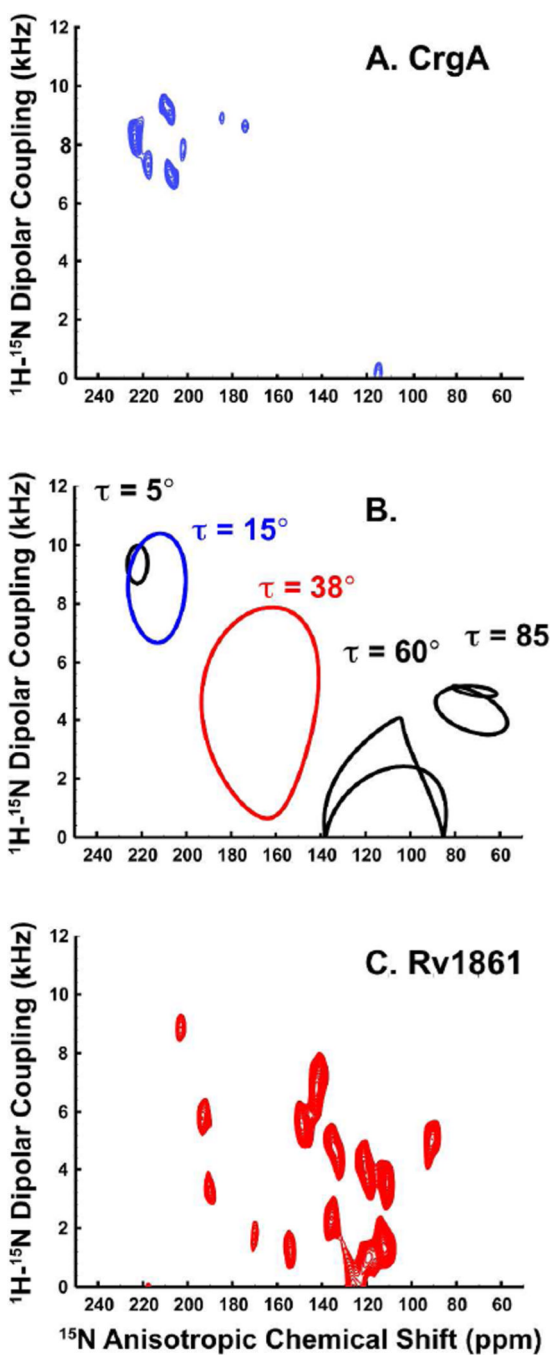 A. CrgA
¹H-¹⁵N Dipolar Coupling (kHz)
12
10
8
6
4
2
0
240 220 200 180 160 140 120 100 80 60
B.
τ = 5°
τ = 15°
τ = 38°
τ = 60°
τ = 85
¹H-¹⁵N Dipolar Coupling (kHz)
12
10
8
6
4
2
0
240 220 200 180 160 140 120 100 80 60
C. Rv1861
¹H-¹⁵N Dipolar Coupling (kHz)
12
10
8
6
4
2
0
240 220 200 180 160 140 120 100 80 60
¹⁵N Anisotropic Chemical Shift (ppm)